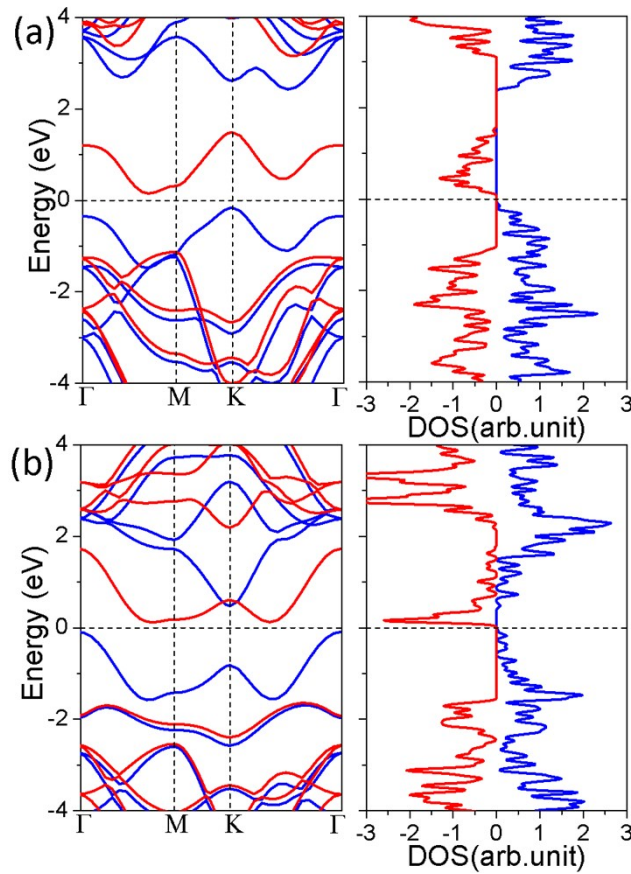 (a)
4
2
0
-2
-4
Energy (eV)
Γ M K Γ
-3 -2 -1 0 1 2 3
DOS(arb.unit)
(b)
4
2
0
-2
-4
Energy (eV)
Γ M K Γ
-3 -2 -1 0 1 2 3
DOS(arb.unit)